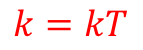 k = kT